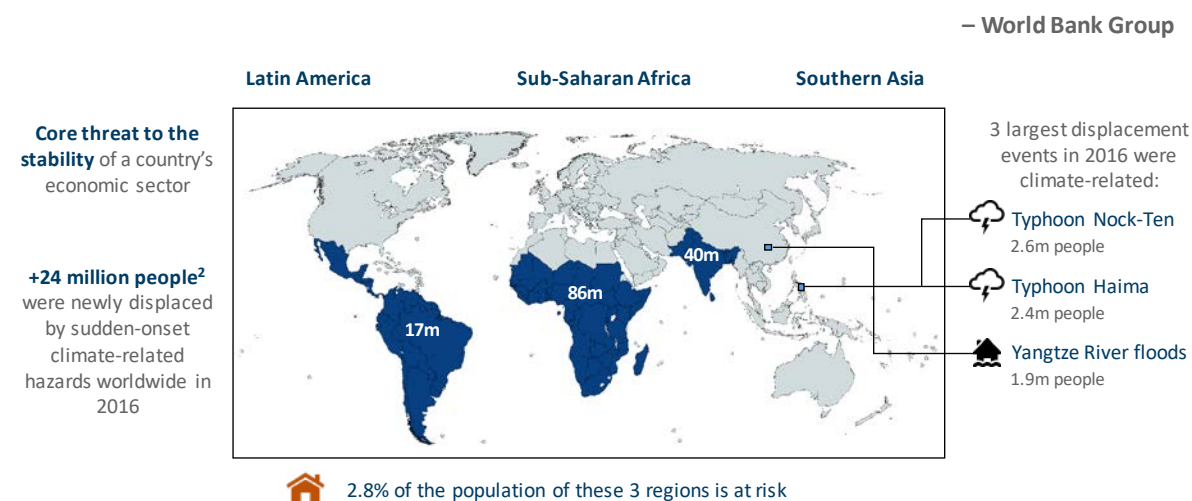 – World Bank Group
Latin America
Sub-Saharan Africa
Southern Asia
Core threat to the
stability of a country's
economic sector
+24 million people²
were newly displaced
by sudden-onset
climate-related
hazards worldwide in
2016
17m
86m
40m
3 largest displacement
events in 2016 were
climate-related:
Typhoon Nock-Ten
2.6m people
Typhoon Haima
2.4m people
Yangtze River floods
1.9m people
2.8% of the population of these 3 regions is at risk